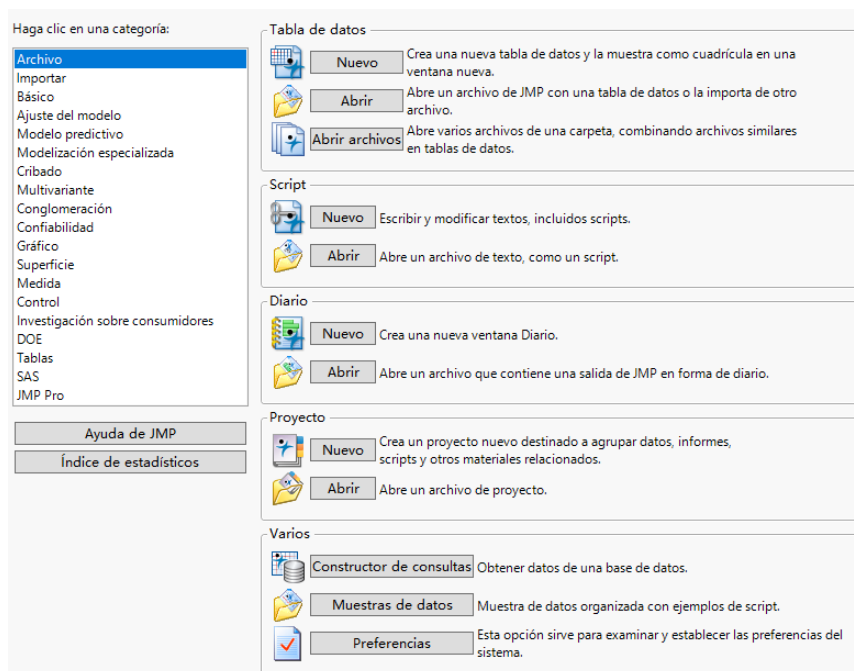 Haga clic en una categoría:
Archivo
Importar
Básico
Ajuste del modelo
Modelo predictivo
Modelización especializada
Cribado
Multivariante
Conglomeración
Confiabilidad
Gráfico
Superficie
Medida
Control
Investigación sobre consumidores
DOE
Tablas
SAS
JMP Pro
Ayuda de JMP
Índice de estadísticos
Tabla de datos
Nuevo
Crea una nueva tabla de datos y la muestra como cuadrícula en una
ventana nueva.
Abrir
Abre un archivo de JMP con una tabla de datos o la importa de otro
archivo.
Abrir archivos
Abre varios archivos de una carpeta, combinando archivos similares
en tablas de datos.
Script
Nuevo
Escribir y modificar textos, incluidos scripts.
Abrir
Abre un archivo de texto, como un script.
Diario
Nuevo
Crea una nueva ventana Diario.
Abrir
Abre un archivo que contiene una salida de JMP en forma de diario.
Proyecto
Nuevo
Crea un proyecto nuevo destinado a agrupar datos, informes,
scripts y otros materiales relacionados.
Abrir
Abre un archivo de proyecto.
Varios
Constructor de consultas
Obtener datos de una base de datos.
Muestras de datos
Muestra de datos organizada con ejemplos de script.
Preferencias
Esta opción sirve para examinar y establecer las preferencias del
sistema.